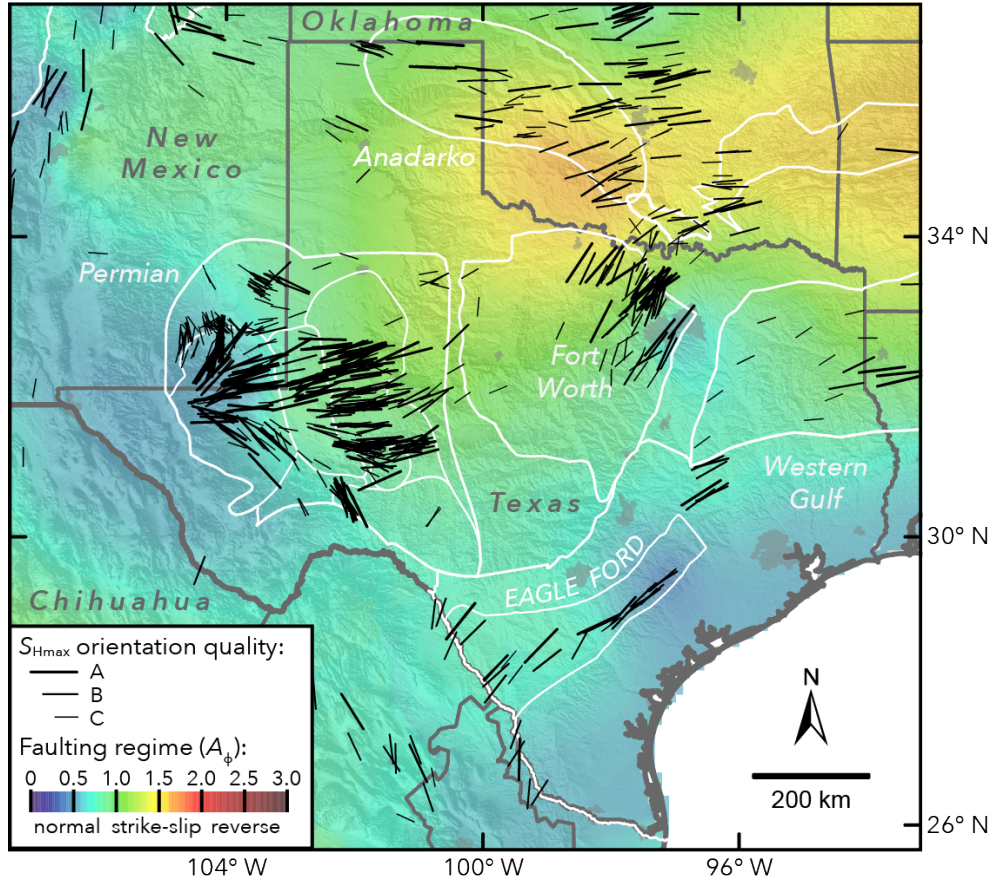 Oklahoma
New
Mexico
Anadarko
34° N
Permian
Fort
Worth
Western
Gulf
Texas
30° N
EAGLE FORD
Chihuahua
SHmax orientation quality:
A
B
C
N
Faulting regime (Aϕ):
0 0.5 1.0 1.5 2.0 2.5 3.0
normal strike-slip reverse
200 km
26° N
104° W 100° W 96° W